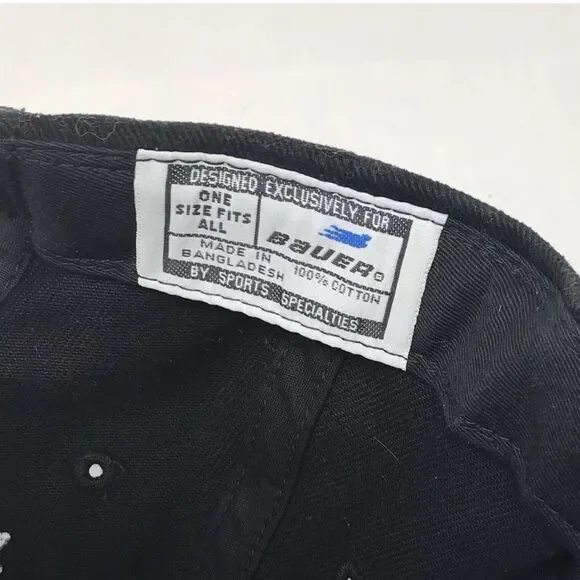 DESIGNED EXCLUSIVELY FOR
ONE
SIZE FITS
ALL
BAUER®
MADE IN
BANGLADESH
100% COTTON
BY SPORTS SPECIALTIES